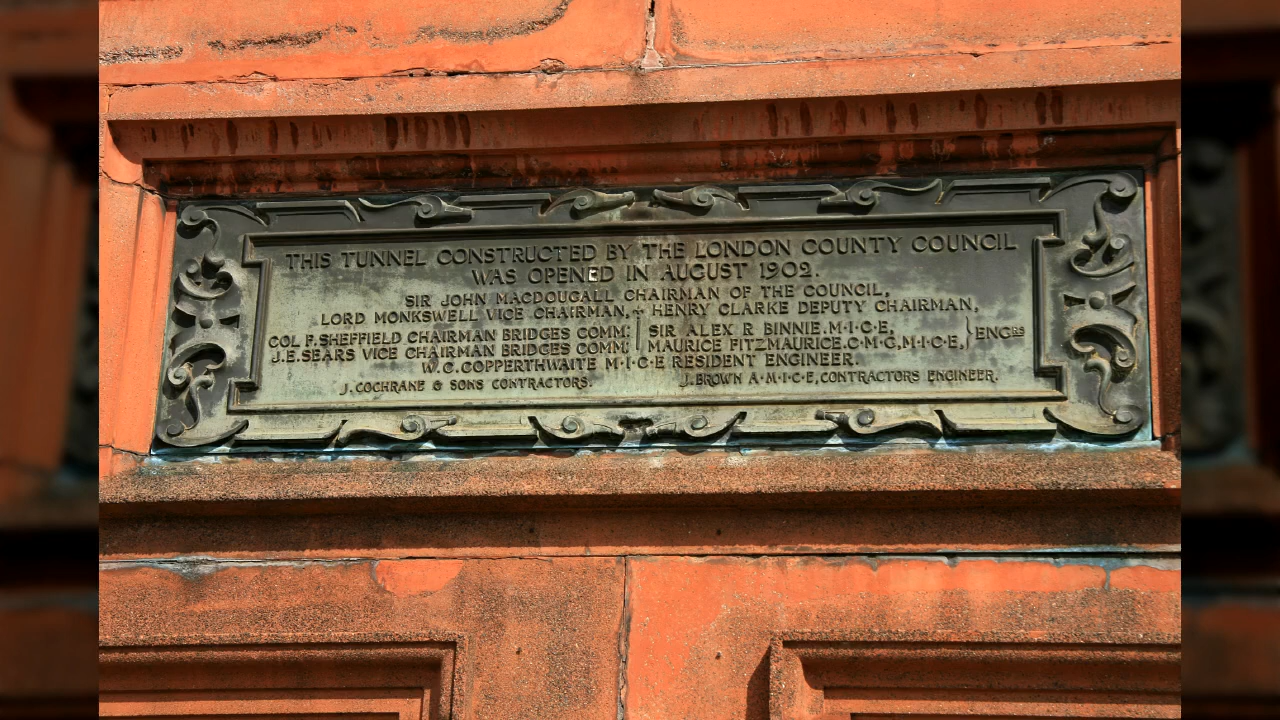 THIS TUNNEL CONSTRUCTED BY THE LONDON COUNTY COUNCIL
WAS OPENED IN AUGUST 1902.
SIR JOHN MACDOUGALL CHAIRMAN OF THE COUNCIL,
LORD MONKSWELL VICE CHAIRMAN, HENRY CLARKE DEPUTY CHAIRMAN,
COL F. SHEFFIELD CHAIRMAN BRIDGES COMM: SIR ALEX R BINNIE. M·I·C·E,
J.E. SEARS VICE CHAIRMAN BRIDGES COMM: MAURICE FITZMAURICE. C·M·G, M·I·C·E, ENGRS
W.C. COPPERTHWAITE M·I·C·E RESIDENT ENGINEER.
J. COCHRANE & SONS CONTRACTORS. J. BROWN A·M·I·C·E, CONTRACTORS ENGINEER.